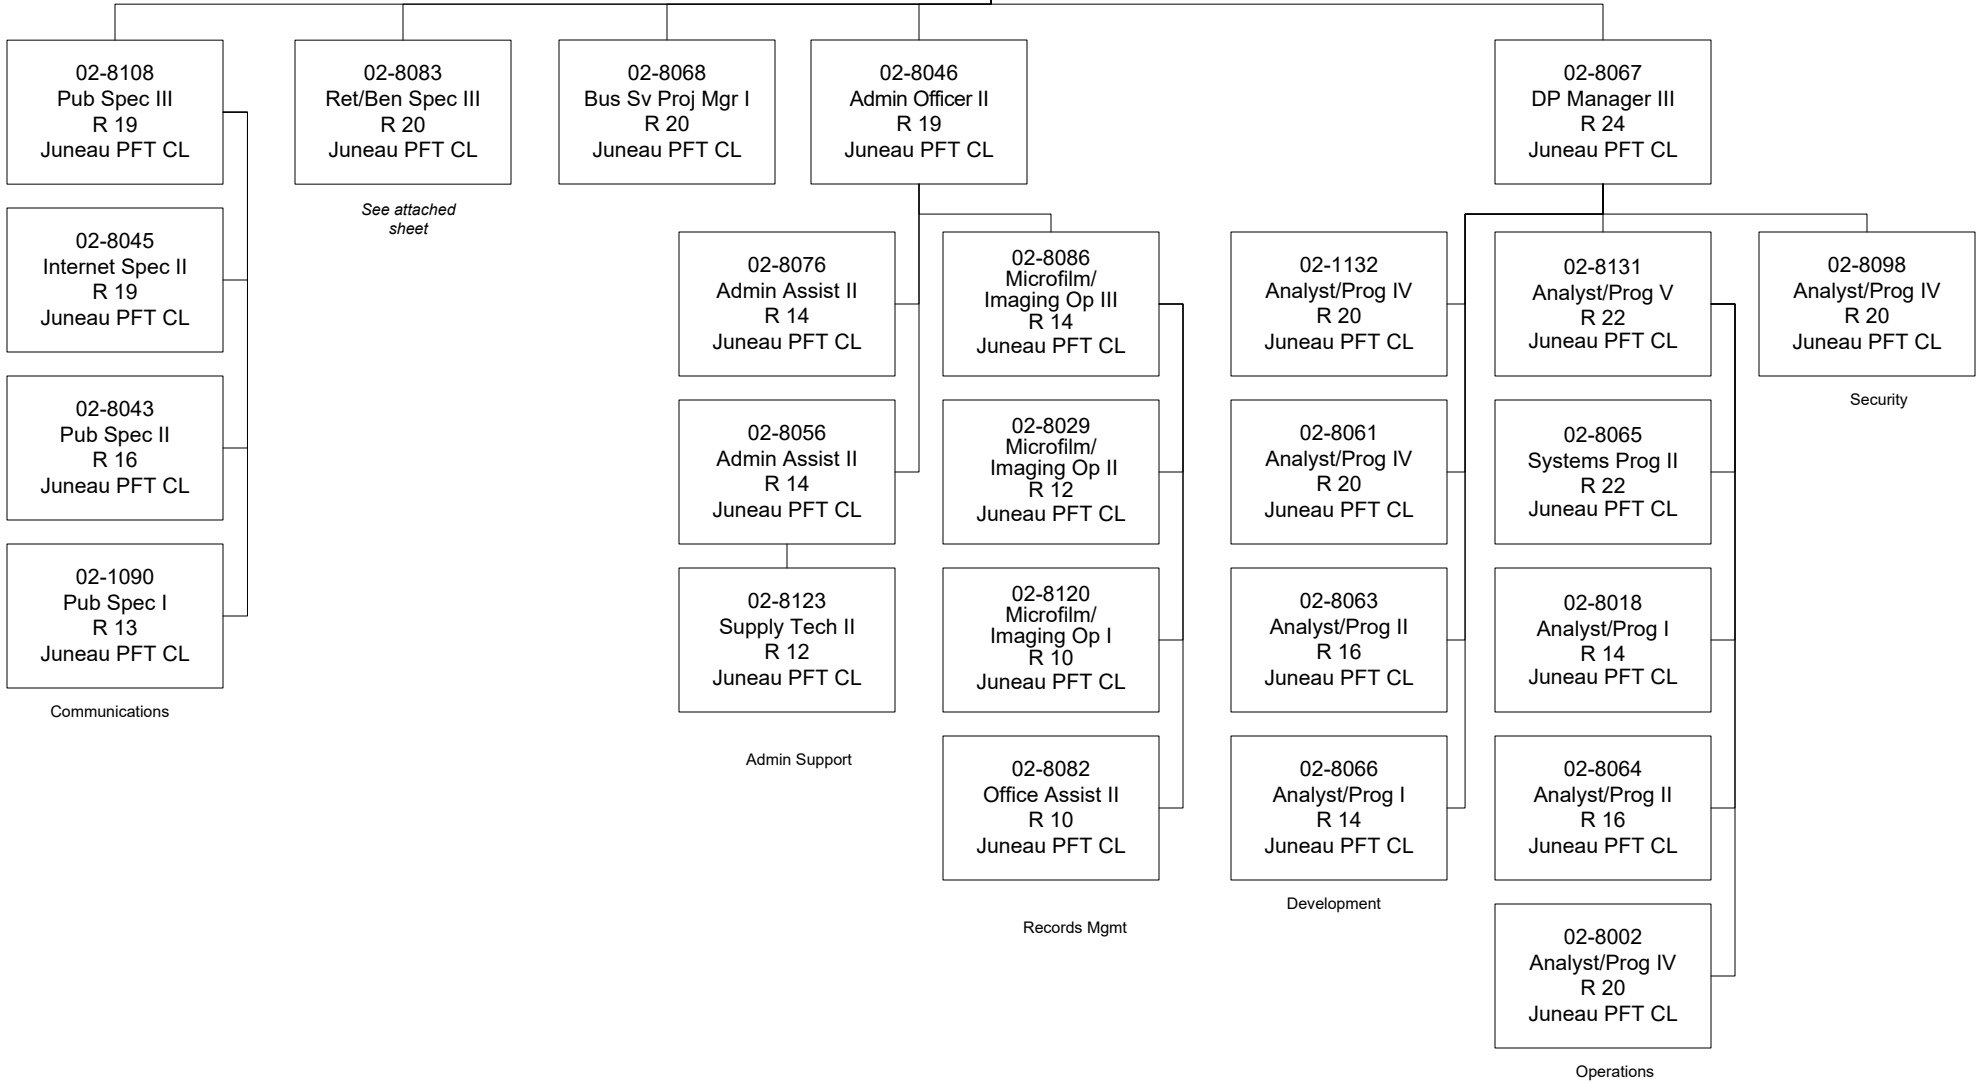 02-8108
Pub Spec III
R 19
Juneau PFT CL
02-8083
Ret/Ben Spec III
R 20
Juneau PFT CL
See attached
sheet
02-8068
Bus Sv Proj Mgr I
R 20
Juneau PFT CL
02-8046
Admin Officer II
R 19
Juneau PFT CL
02-8067
DP Manager III
R 24
Juneau PFT CL
02-8045
Internet Spec II
R 19
Juneau PFT CL
02-8043
Pub Spec II
R 16
Juneau PFT CL
02-1090
Pub Spec I
R 13
Juneau PFT CL
Communications
02-8076
Admin Assist II
R 14
Juneau PFT CL
02-8056
Admin Assist II
R 14
Juneau PFT CL
02-8123
Supply Tech II
R 12
Juneau PFT CL
Admin Support
02-8086
Microfilm/
Imaging Op III
R 14
Juneau PFT CL
02-8029
Microfilm/
Imaging Op II
R 12
Juneau PFT CL
02-8120
Microfilm/
Imaging Op I
R 10
Juneau PFT CL
02-8082
Office Assist II
R 10
Juneau PFT CL
Records Mgmt
02-1132
Analyst/Prog IV
R 20
Juneau PFT CL
02-8061
Analyst/Prog IV
R 20
Juneau PFT CL
02-8063
Analyst/Prog II
R 16
Juneau PFT CL
02-8066
Analyst/Prog I
R 14
Juneau PFT CL
Development
02-8131
Analyst/Prog V
R 22
Juneau PFT CL
02-8065
Systems Prog II
R 22
Juneau PFT CL
02-8018
Analyst/Prog I
R 14
Juneau PFT CL
02-8064
Analyst/Prog II
R 16
Juneau PFT CL
02-8002
Analyst/Prog IV
R 20
Juneau PFT CL
Operations
02-8098
Analyst/Prog IV
R 20
Juneau PFT CL
Security